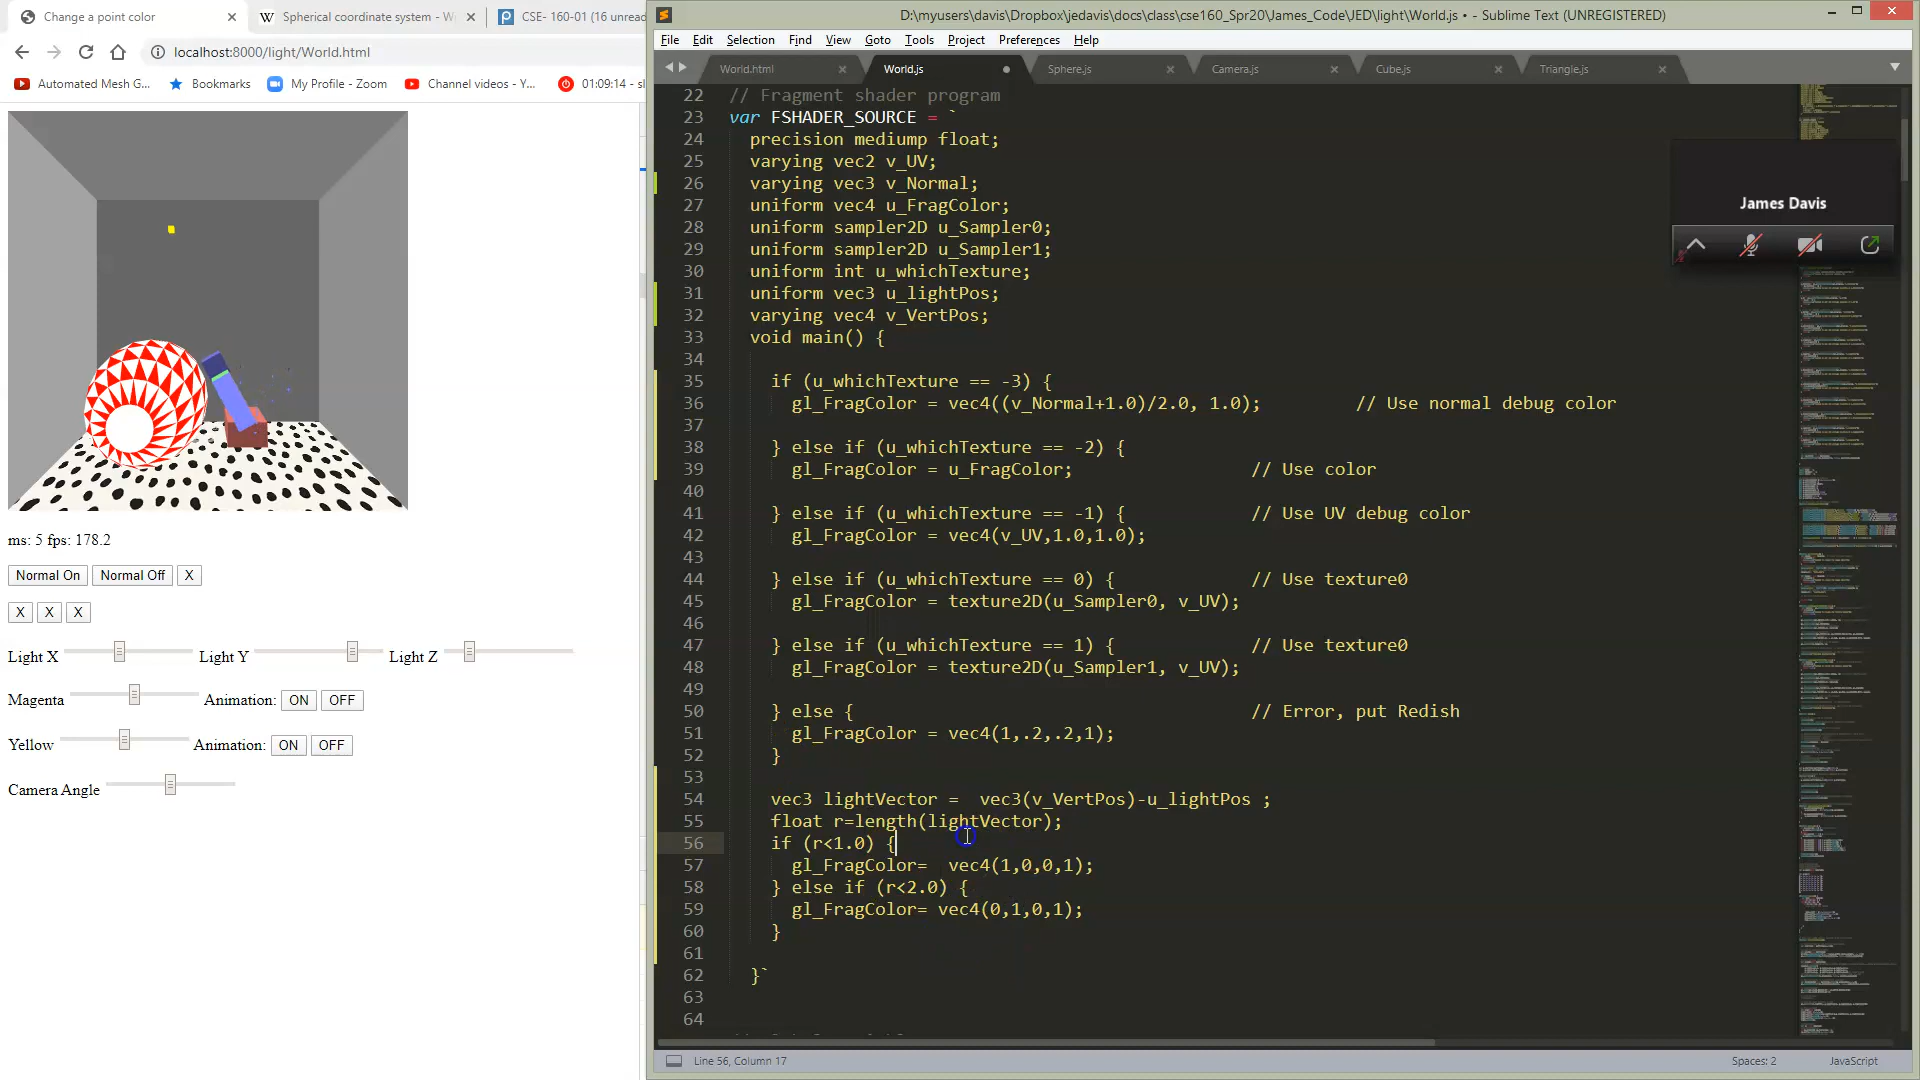 Change a point color
Spherical coordinate system - W
CSE- 160-01 (16 unread
localhost:8000/light/World.html
Automated Mesh G...
Bookmarks
My Profile - Zoom
Channel videos - Y...
01:09:14 - sl
ms: 5 fps: 178.2
Normal On
Normal Off
X
X
X
X
Light X
Light Y
Light Z
Magenta
Animation:
ON
OFF
Yellow
Animation:
ON
OFF
Camera Angle
D:\myusers\davis\Dropbox\jedavis\docs\class\cse160_Spr20\James_Code\JED\light\World.js • - Sublime Text (UNREGISTERED)
File Edit Selection Find View Goto Tools Project Preferences Help
World.html
World.js
Sphere.js
Camera.js
Cube.js
Triangle.js
22 // Fragment shader program
23 var FSHADER_SOURCE = `
24 precision mediump float;
25 varying vec2 v_UV;
26 varying vec3 v_Normal;
27 uniform vec4 u_FragColor;
28 uniform sampler2D u_Sampler0;
29 uniform sampler2D u_Sampler1;
30 uniform int u_whichTexture;
31 uniform vec3 u_lightPos;
32 varying vec4 v_VertPos;
33 void main() {
34
35 if (u_whichTexture == -3) {
36 gl_FragColor = vec4((v_Normal+1.0)/2.0, 1.0); // Use normal debug color
37
38 } else if (u_whichTexture == -2) {
39 gl_FragColor = u_FragColor; // Use color
40
41 } else if (u_whichTexture == -1) { // Use UV debug color
42 gl_FragColor = vec4(v_UV,1.0,1.0);
43
44 } else if (u_whichTexture == 0) { // Use texture0
45 gl_FragColor = texture2D(u_Sampler0, v_UV);
46
47 } else if (u_whichTexture == 1) { // Use texture0
48 gl_FragColor = texture2D(u_Sampler1, v_UV);
49
50 } else { // Error, put Redish
51 gl_FragColor = vec4(1,.2,.2,1);
52 }
53
54 vec3 lightVector = vec3(v_VertPos)-u_lightPos ;
55 float r=length(lightVector);
56 if (r<1.0) {
57 gl_FragColor= vec4(1,0,0,1);
58 } else if (r<2.0) {
59 gl_FragColor= vec4(0,1,0,1);
60 }
61
62 }`
63
64
James Davis
Line 56, Column 17
Spaces: 2
JavaScript